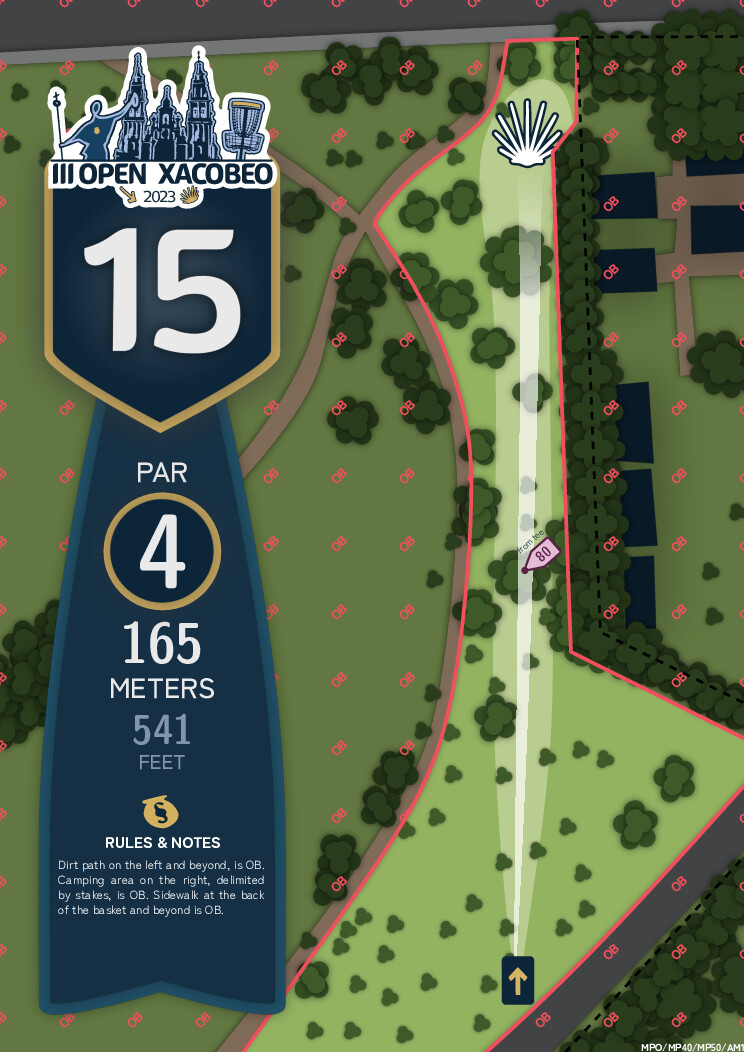 III OPEN XACOBEO
2023
15
PAR
4
165
METERS
541
FEET
RULES & NOTES
Dirt path on the left and beyond, is OB.
Camping area on the right, delimited
by stakes, is OB. Sidewalk at the back
of the basket and beyond is OB.
from tee
80
OB
MPO/MP40/MP50/AM1